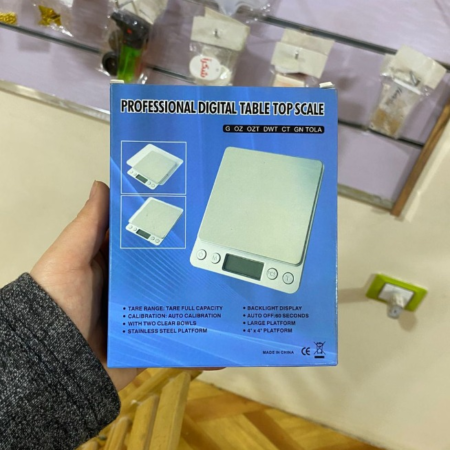 PROFESSIONAL DIGITAL TABLE TOP SCALE
G OZ OZT DWT CT GN TOLA
• TARE RANGE: TARE FULL CAPACITY
• CALIBRATION: AUTO CALIBRATION
• WITH TWO CLEAR BOWLS
• STAINLESS STEEL PLATFORM
• BACKLIGHT DISPLAY
• AUTO OFF:60 SECONDS
• LARGE PLATFORM
• 4"x 4" PLATFORM
MADE IN CHINA CE